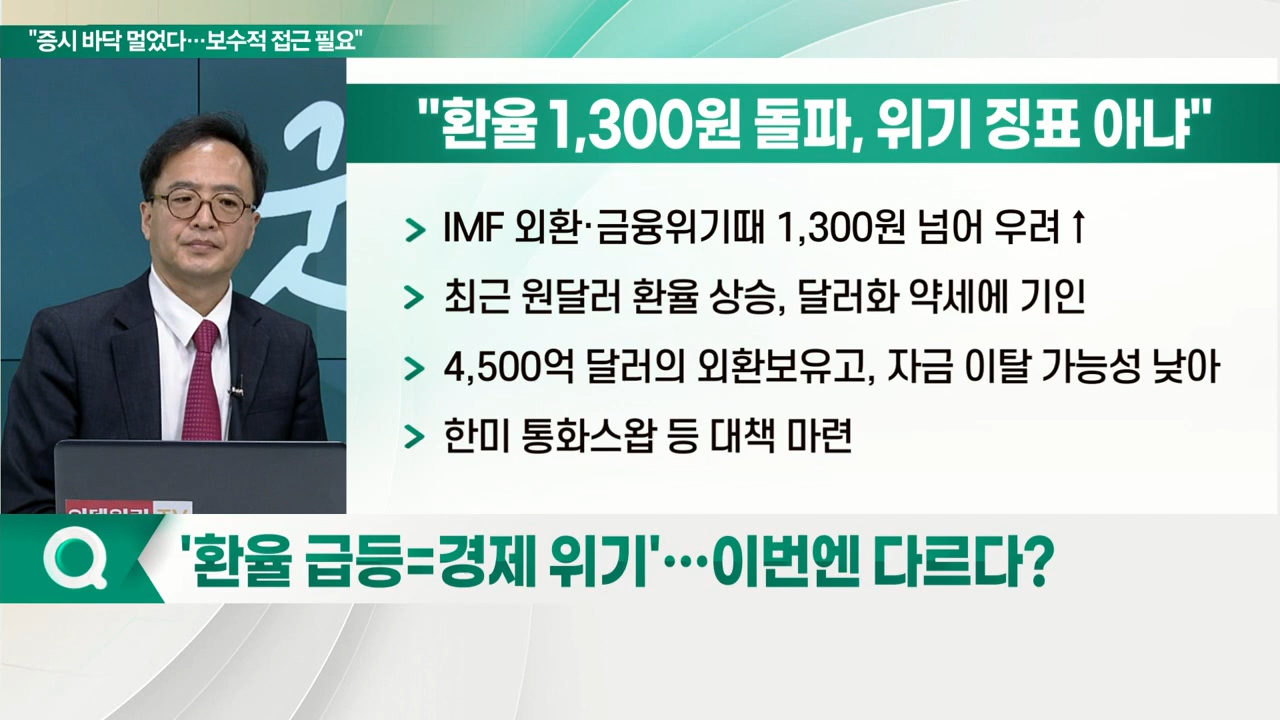 "증시 바닥 멀었다…보수적 접근 필요"
"환율 1,300원 돌파, 위기 징표 아냐"
> IMF 외환·금융위기때 1,300원 넘어 우려↑
> 최근 원달러 환율 상승, 달러화 약세에 기인
> 4,500억 달러의 외환보유고, 자금 이탈 가능성 낮아
> 한미 통화스왑 등 대책 마련
TV
'환율 급등=경제 위기'…이번엔 다르다?